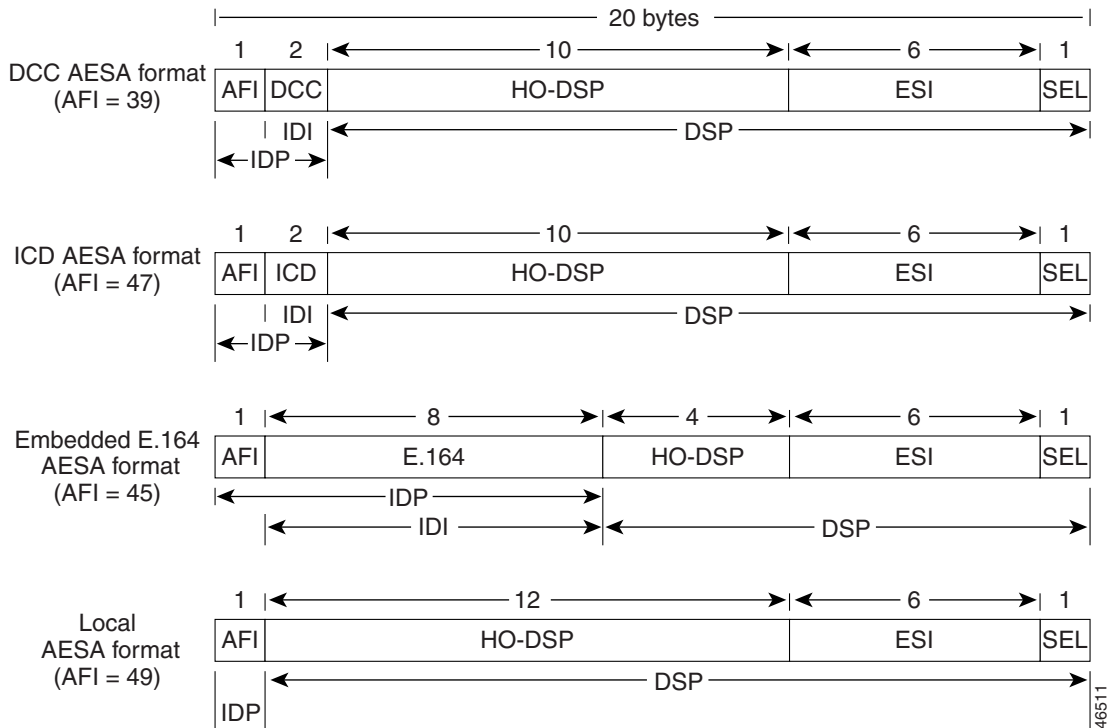 20 bytes
1 2 10 6 1
DCC AESA format
(AFI = 39)
AFI DCC HO-DSP ESI SEL
IDI DSP
IDP
1 2 10 6 1
ICD AESA format
(AFI = 47)
AFI ICD HO-DSP ESI SEL
IDI DSP
IDP
1 8 4 6 1
Embedded E.164
AESA format
(AFI = 45)
AFI E.164 HO-DSP ESI SEL
IDP
IDI DSP
1 12 6 1
Local
AESA format
(AFI = 49)
AFI HO-DSP ESI SEL
DSP
IDP
46511